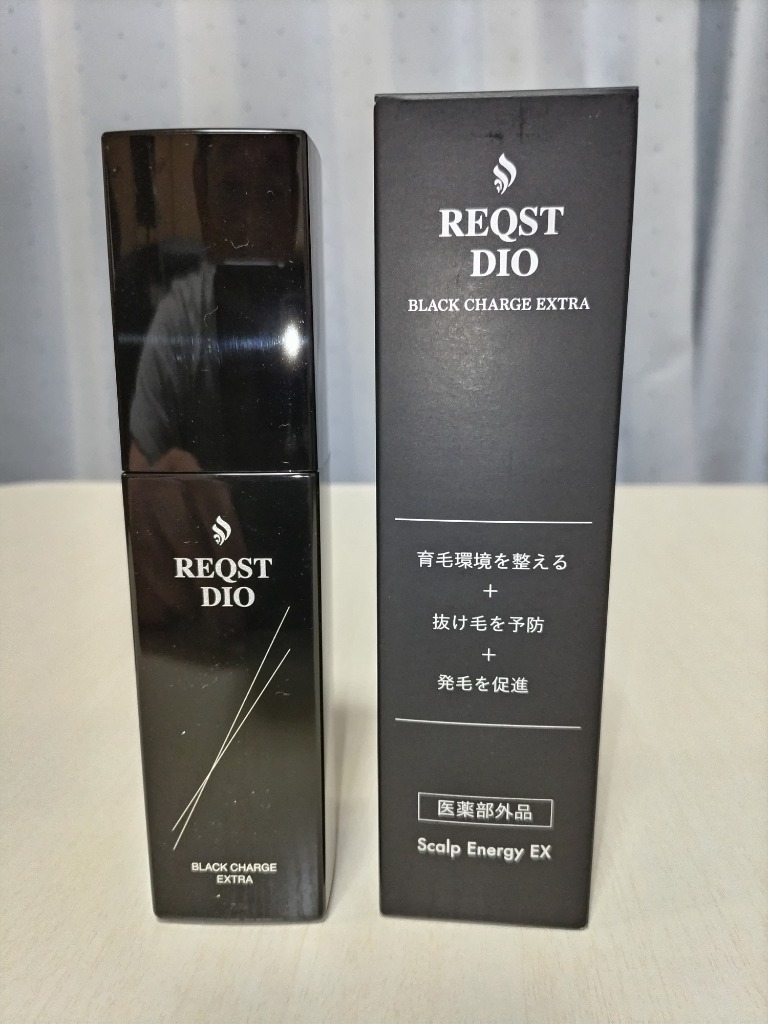 REQST
DIO
BLACK CHARGE
EXTRA
REQST
DIO
BLACK CHARGE EXTRA
育毛環境を整える
+
抜け毛を予防
+
発毛を促進
医薬部外品
Scalp Energy EX